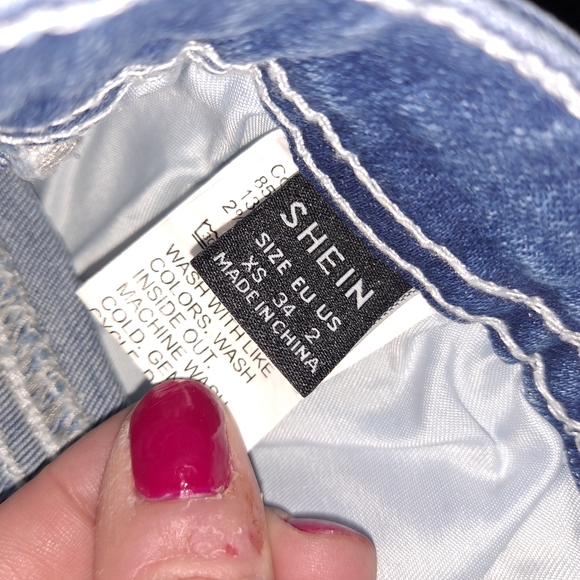 SHEIN
SIZE EU US
XS 34 2
MADE IN CHINA
WASH WITH LIKE
COLORS, WASH
INSIDE OUT
MACHINE WASH
COLD,